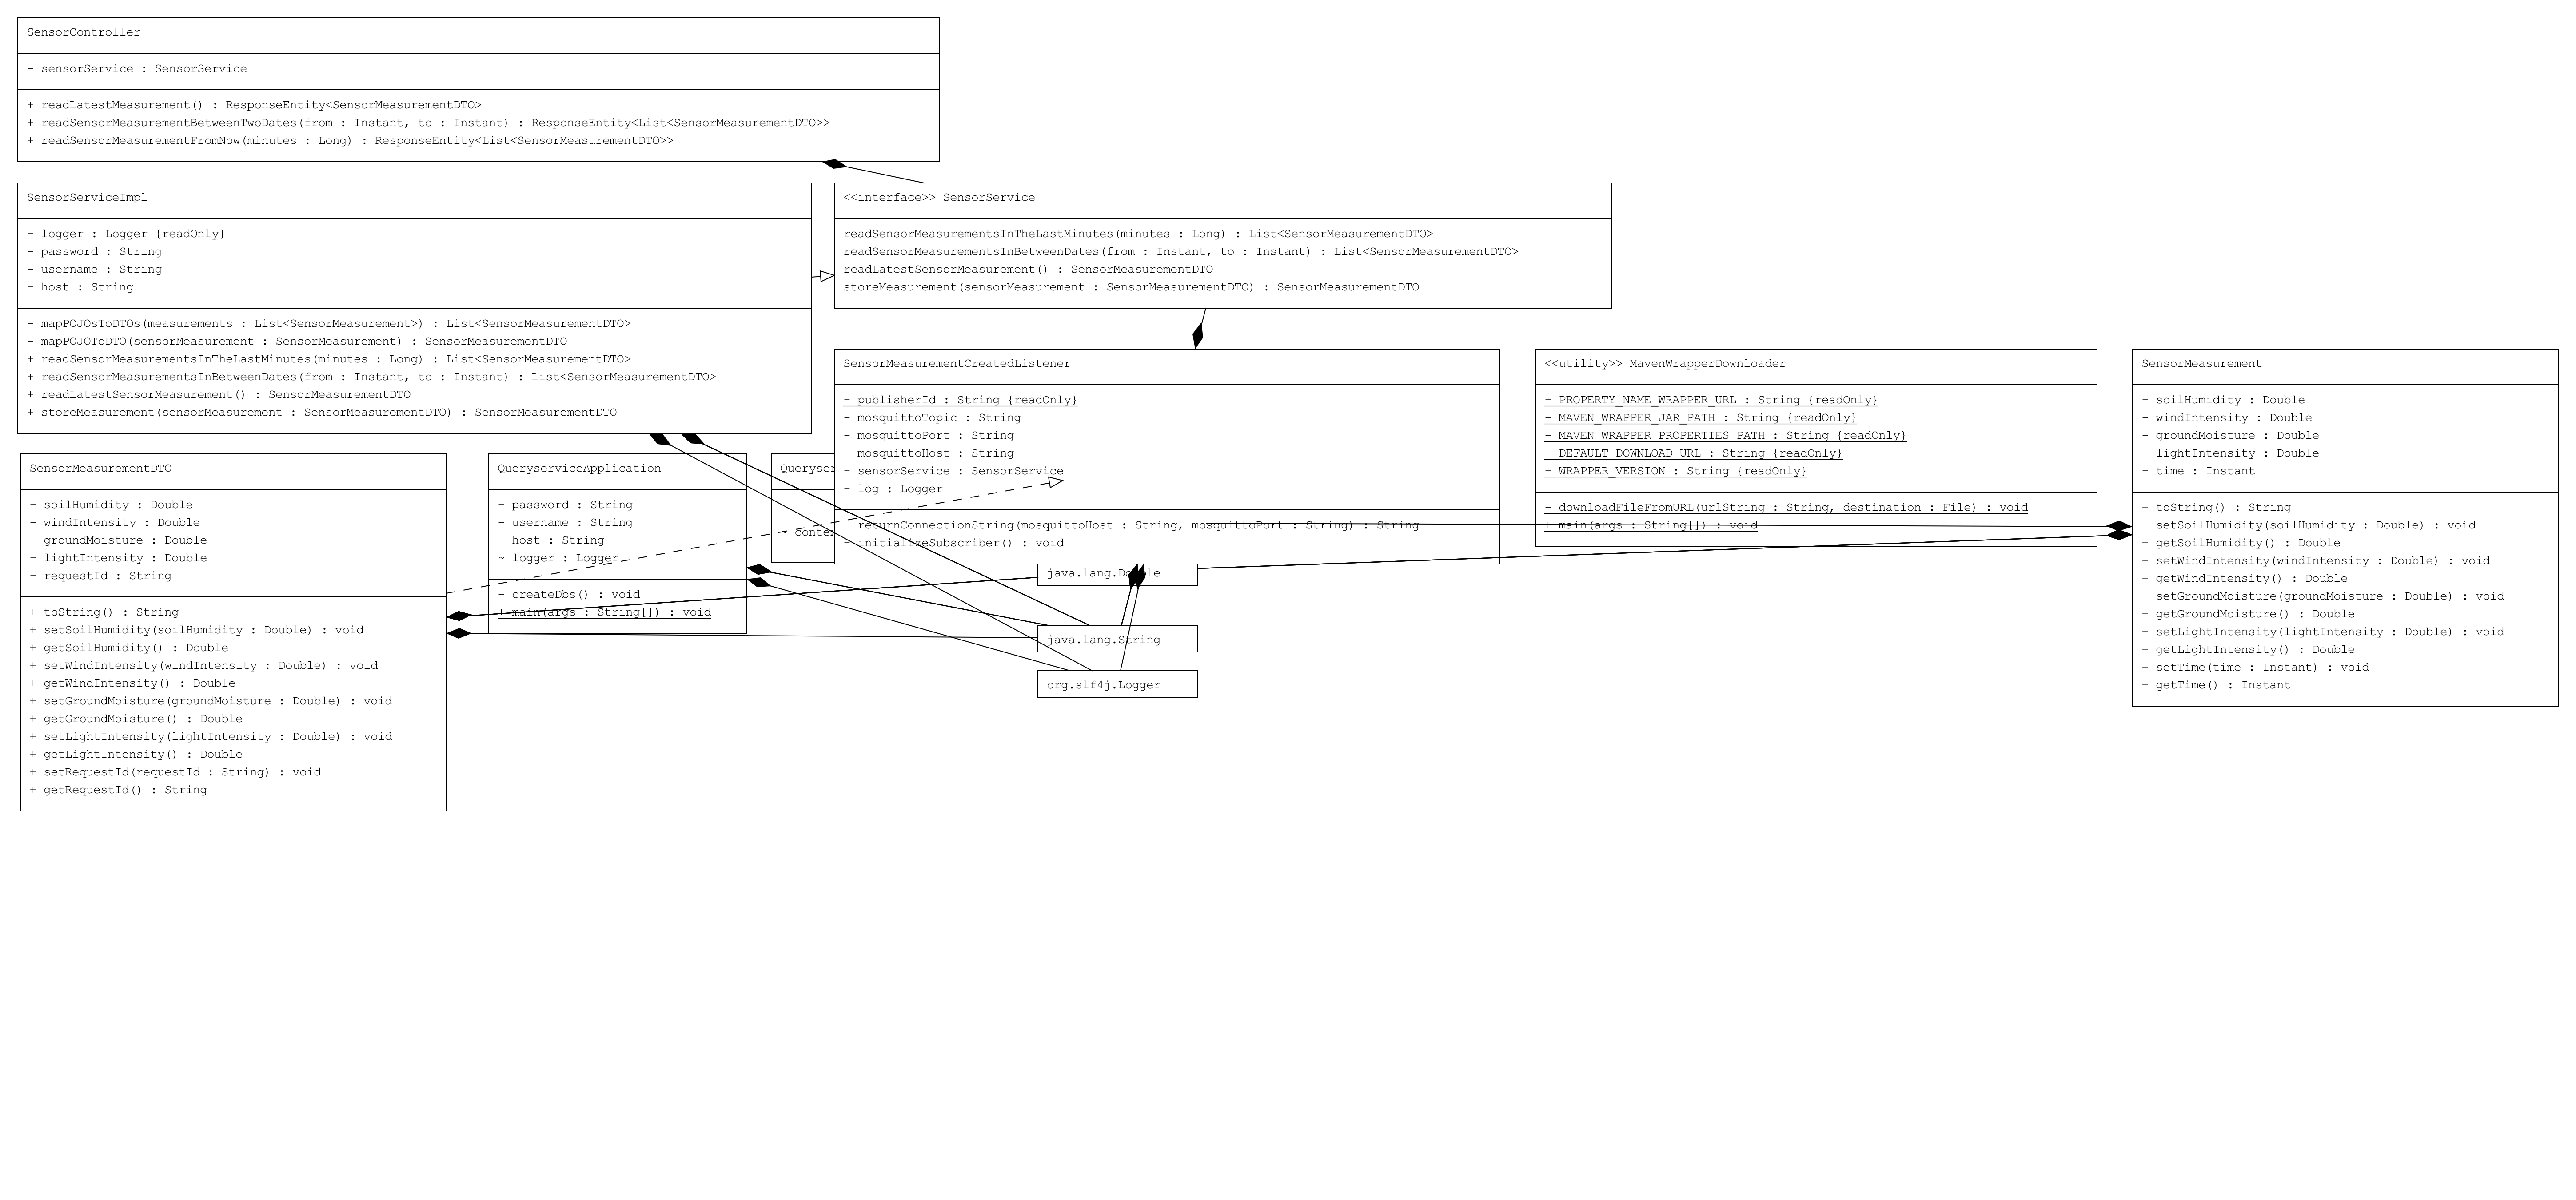 SensorController
- sensorService : SensorService
+ readLatestMeasurement() : ResponseEntity<SensorMeasurementDTO>
+ readSensorMeasurementBetweenTwoDates(from : Instant, to : Instant) : ResponseEntity<List<SensorMeasurementDTO>>
+ readSensorMeasurementFromNow(minutes : Long) : ResponseEntity<List<SensorMeasurementDTO>>
SensorServiceImpl
- logger : Logger {readOnly}
- password : String
- username : String
- host : String
- mapPOJOsToDTOs(measurements : List<SensorMeasurement>) : List<SensorMeasurementDTO>
- mapPOJOToDTO(sensorMeasurement : SensorMeasurement) : SensorMeasurementDTO
+ readSensorMeasurementsInTheLastMinutes(minutes : Long) : List<SensorMeasurementDTO>
+ readSensorMeasurementsInBetweenDates(from : Instant, to : Instant) : List<SensorMeasurementDTO>
+ readLatestSensorMeasurement() : SensorMeasurementDTO
+ storeMeasurement(sensorMeasurement : SensorMeasurementDTO) : SensorMeasurementDTO
<<interface>> SensorService
readSensorMeasurementsInTheLastMinutes(minutes : Long) : List<SensorMeasurementDTO>
readSensorMeasurementsInBetweenDates(from : Instant, to : Instant) : List<SensorMeasurementDTO>
readLatestSensorMeasurement() : SensorMeasurementDTO
storeMeasurement(sensorMeasurement : SensorMeasurementDTO) : SensorMeasurementDTO
SensorMeasurementCreatedListener
- publisherId : String {readOnly}
- mosquittoTopic : String
- mosquittoPort : String
- mosquittoHost : String
- sensorService : SensorService
- log : Logger
- returnConnectionString(mosquittoHost : String, mosquittoPort : String) : String
- initializeSubscriber() : void
<<utility>> MavenWrapperDownloader
- PROPERTY_NAME_WRAPPER_URL : String {readOnly}
- MAVEN_WRAPPER_JAR_PATH : String {readOnly}
- MAVEN_WRAPPER_PROPERTIES_PATH : String {readOnly}
- DEFAULT_DOWNLOAD_URL : String {readOnly}
- WRAPPER_VERSION : String {readOnly}
- downloadFileFromURL(urlString : String, destination : File) : void
+ main(args : String[]) : void
SensorMeasurement
- soilHumidity : Double
- windIntensity : Double
- groundMoisture : Double
- lightIntensity : Double
- time : Instant
+ toString() : String
+ setSoilHumidity(soilHumidity : Double) : void
+ getSoilHumidity() : Double
+ setWindIntensity(windIntensity : Double) : void
+ getWindIntensity() : Double
+ setGroundMoisture(groundMoisture : Double) : void
+ getGroundMoisture() : Double
+ setLightIntensity(lightIntensity : Double) : void
+ getLightIntensity() : Double
+ setTime(time : Instant) : void
+ getTime() : Instant
SensorMeasurementDTO
- soilHumidity : Double
- windIntensity : Double
- groundMoisture : Double
- lightIntensity : Double
- requestId : String
+ toString() : String
+ setSoilHumidity(soilHumidity : Double) : void
+ getSoilHumidity() : Double
+ setWindIntensity(windIntensity : Double) : void
+ getWindIntensity() : Double
+ setGroundMoisture(groundMoisture : Double) : void
+ getGroundMoisture() : Double
+ setLightIntensity(lightIntensity : Double) : void
+ getLightIntensity() : Double
+ setRequestId(requestId : String) : void
+ getRequestId() : String
QueryserviceApplication
- password : String
- username : String
- host : String
~ logger : Logger
- createDbs() : void
+ main(args : String[]) : void
java.lang.Double
java.lang.String
org.slf4j.Logger